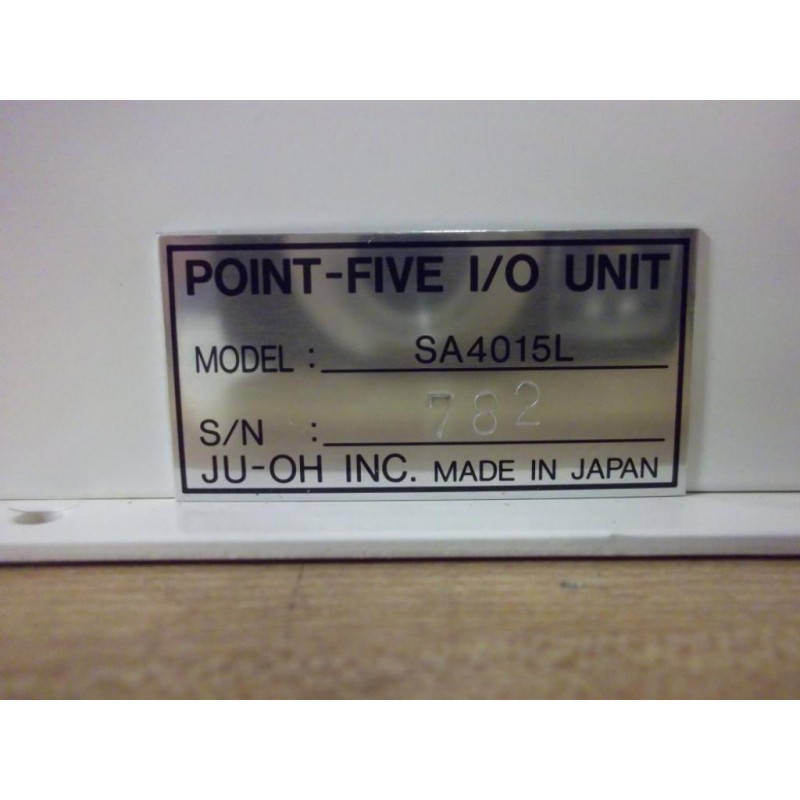 POINT-FIVE I/O UNIT
MODEL : SA4015L
S/N : 782
JU-OH INC. MADE IN JAPAN